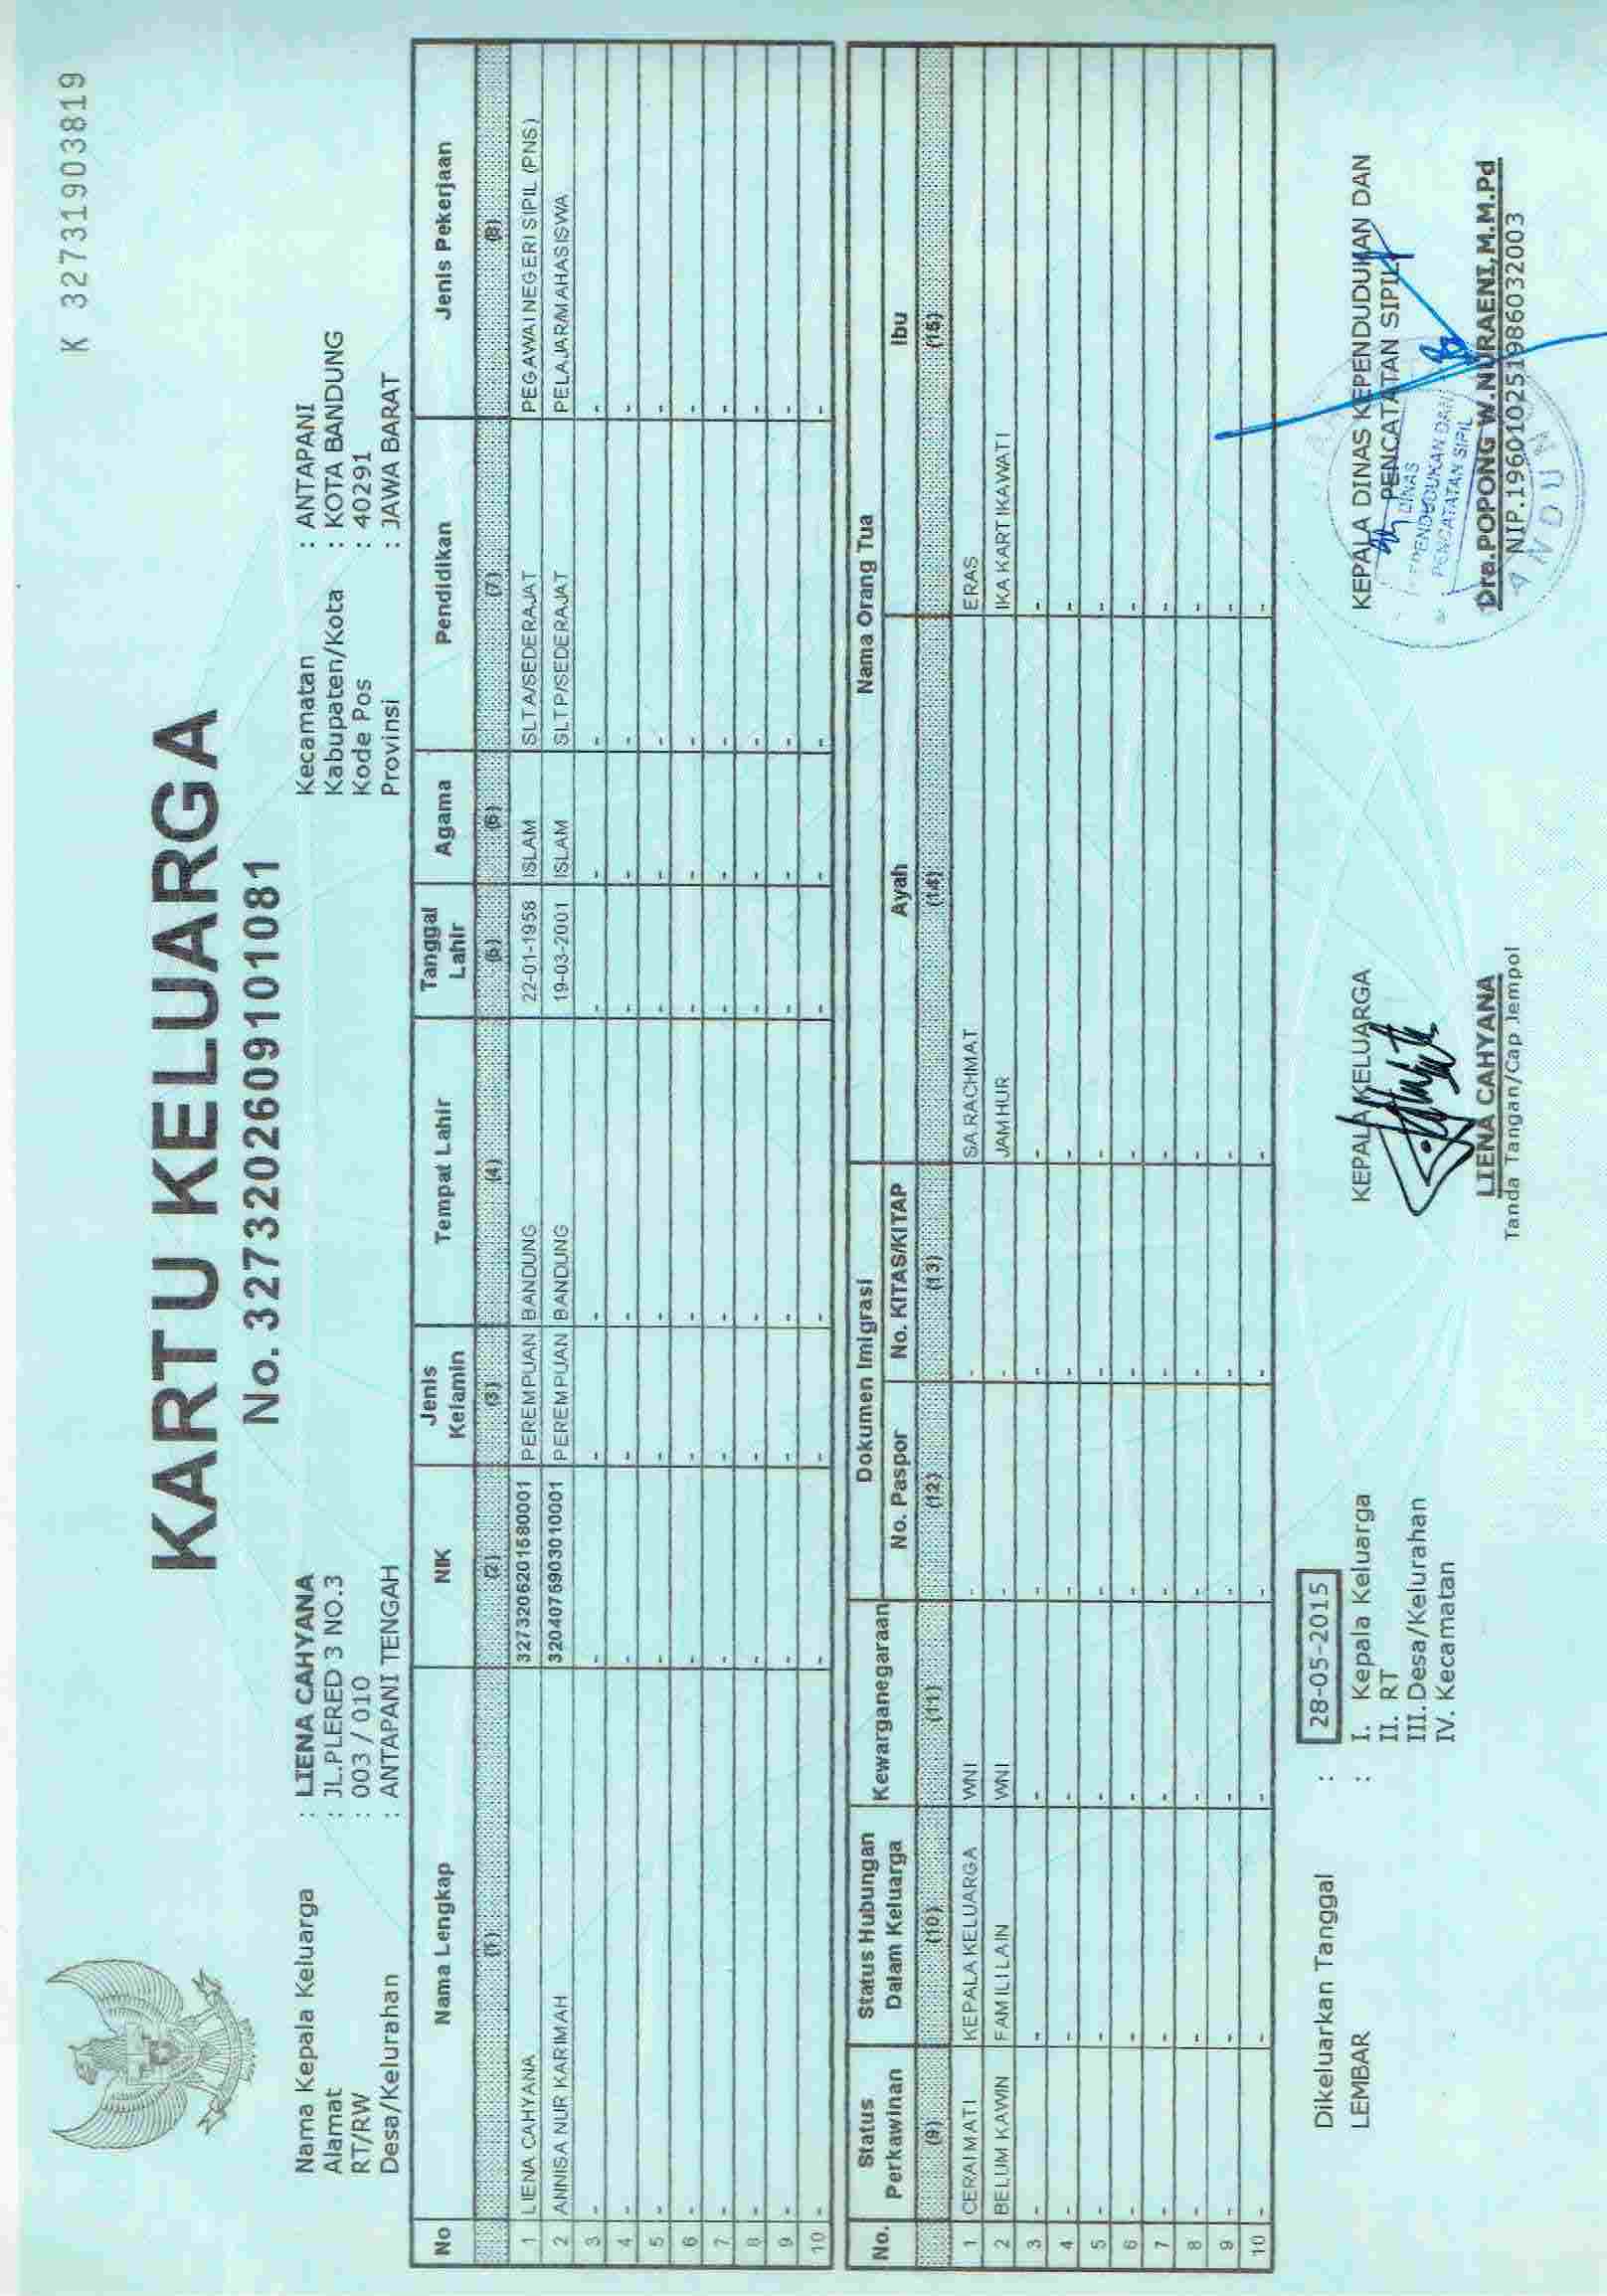 K 3273190３819
KARTU KELUARGA
No. 3273202609101081
Nama Kepala Keluarga : LIENA CAHYANA
Alamat : JL.PLERED 3 NO.3
RT/RW : 003 / 010
Desa/Kelurahan : ANTAPANI TENGAH
Kecamatan : ANTAPANI
Kabupaten/Kota : KOTA BANDUNG
Kode Pos : 40291
Provinsi : JAWA BARAT
No Nama Lengkap NIK Jenis Kelamin Tempat Lahir Tanggal Lahir Agama Pendidikan Jenis Pekerjaan
(1) (2) (3) (4) (5) (6) (7) (8)
1 LIENA CAHYANA 3273206201580001 PEREMPUAN BANDUNG 22-01-1958 ISLAM SLTA/SEDERAJAT PEGAWAI NEGERI SIPIL (PNS)
2 ANNISA NUR KARIMAH 3204075903010001 PEREMPUAN BANDUNG 19-03-2001 ISLAM SLTP/SEDERAJAT PELAJAR/MAHASISWA
3 - - - - - - - -
4 - - - - - - - -
5 - - - - - - - -
6 - - - - - - - -
7 - - - - - - - -
8 - - - - - - - -
9 - - - - - - - -
10 - - - - - - - -
No. Status Perkawinan Status Hubungan Dalam Keluarga Kewarganegaraan Dokumen Imigrasi Nama Orang Tua
No. Paspor No. KITAS/KITAP Ayah Ibu
(9) (10) (11) (12) (13) (14) (15)
1 CERAI MATI KEPALA KELUARGA WNI - - SA.RACHMAT ERAS
2 BELUM KAWIN FAMILI LAIN WNI - - JAMHUR IKA KARTIKAWATI
3 - - - - - - -
4 - - - - - - -
5 - - - - - - -
6 - - - - - - -
7 - - - - - - -
8 - - - - - - -
9 - - - - - - -
10 - - - - - - -
Dikeluarkan Tanggal : 28-05-2015
LEMBAR : I. Kepala Keluarga
II. RT
III. Desa/Kelurahan
IV. Kecamatan
KEPALA KELUARGA
LIENA CAHYANA
Tanda Tangan/Cap Jempol
KEPALA DINAS KEPENDUDUKAN DAN
PENCATATAN SIPIL
DINAS
KEPENDUDUKAN DAN
PENCATATAN SIPIL
Dra.POPONG W.NURAENI,M.M.Pd
NIP.196010251986032003